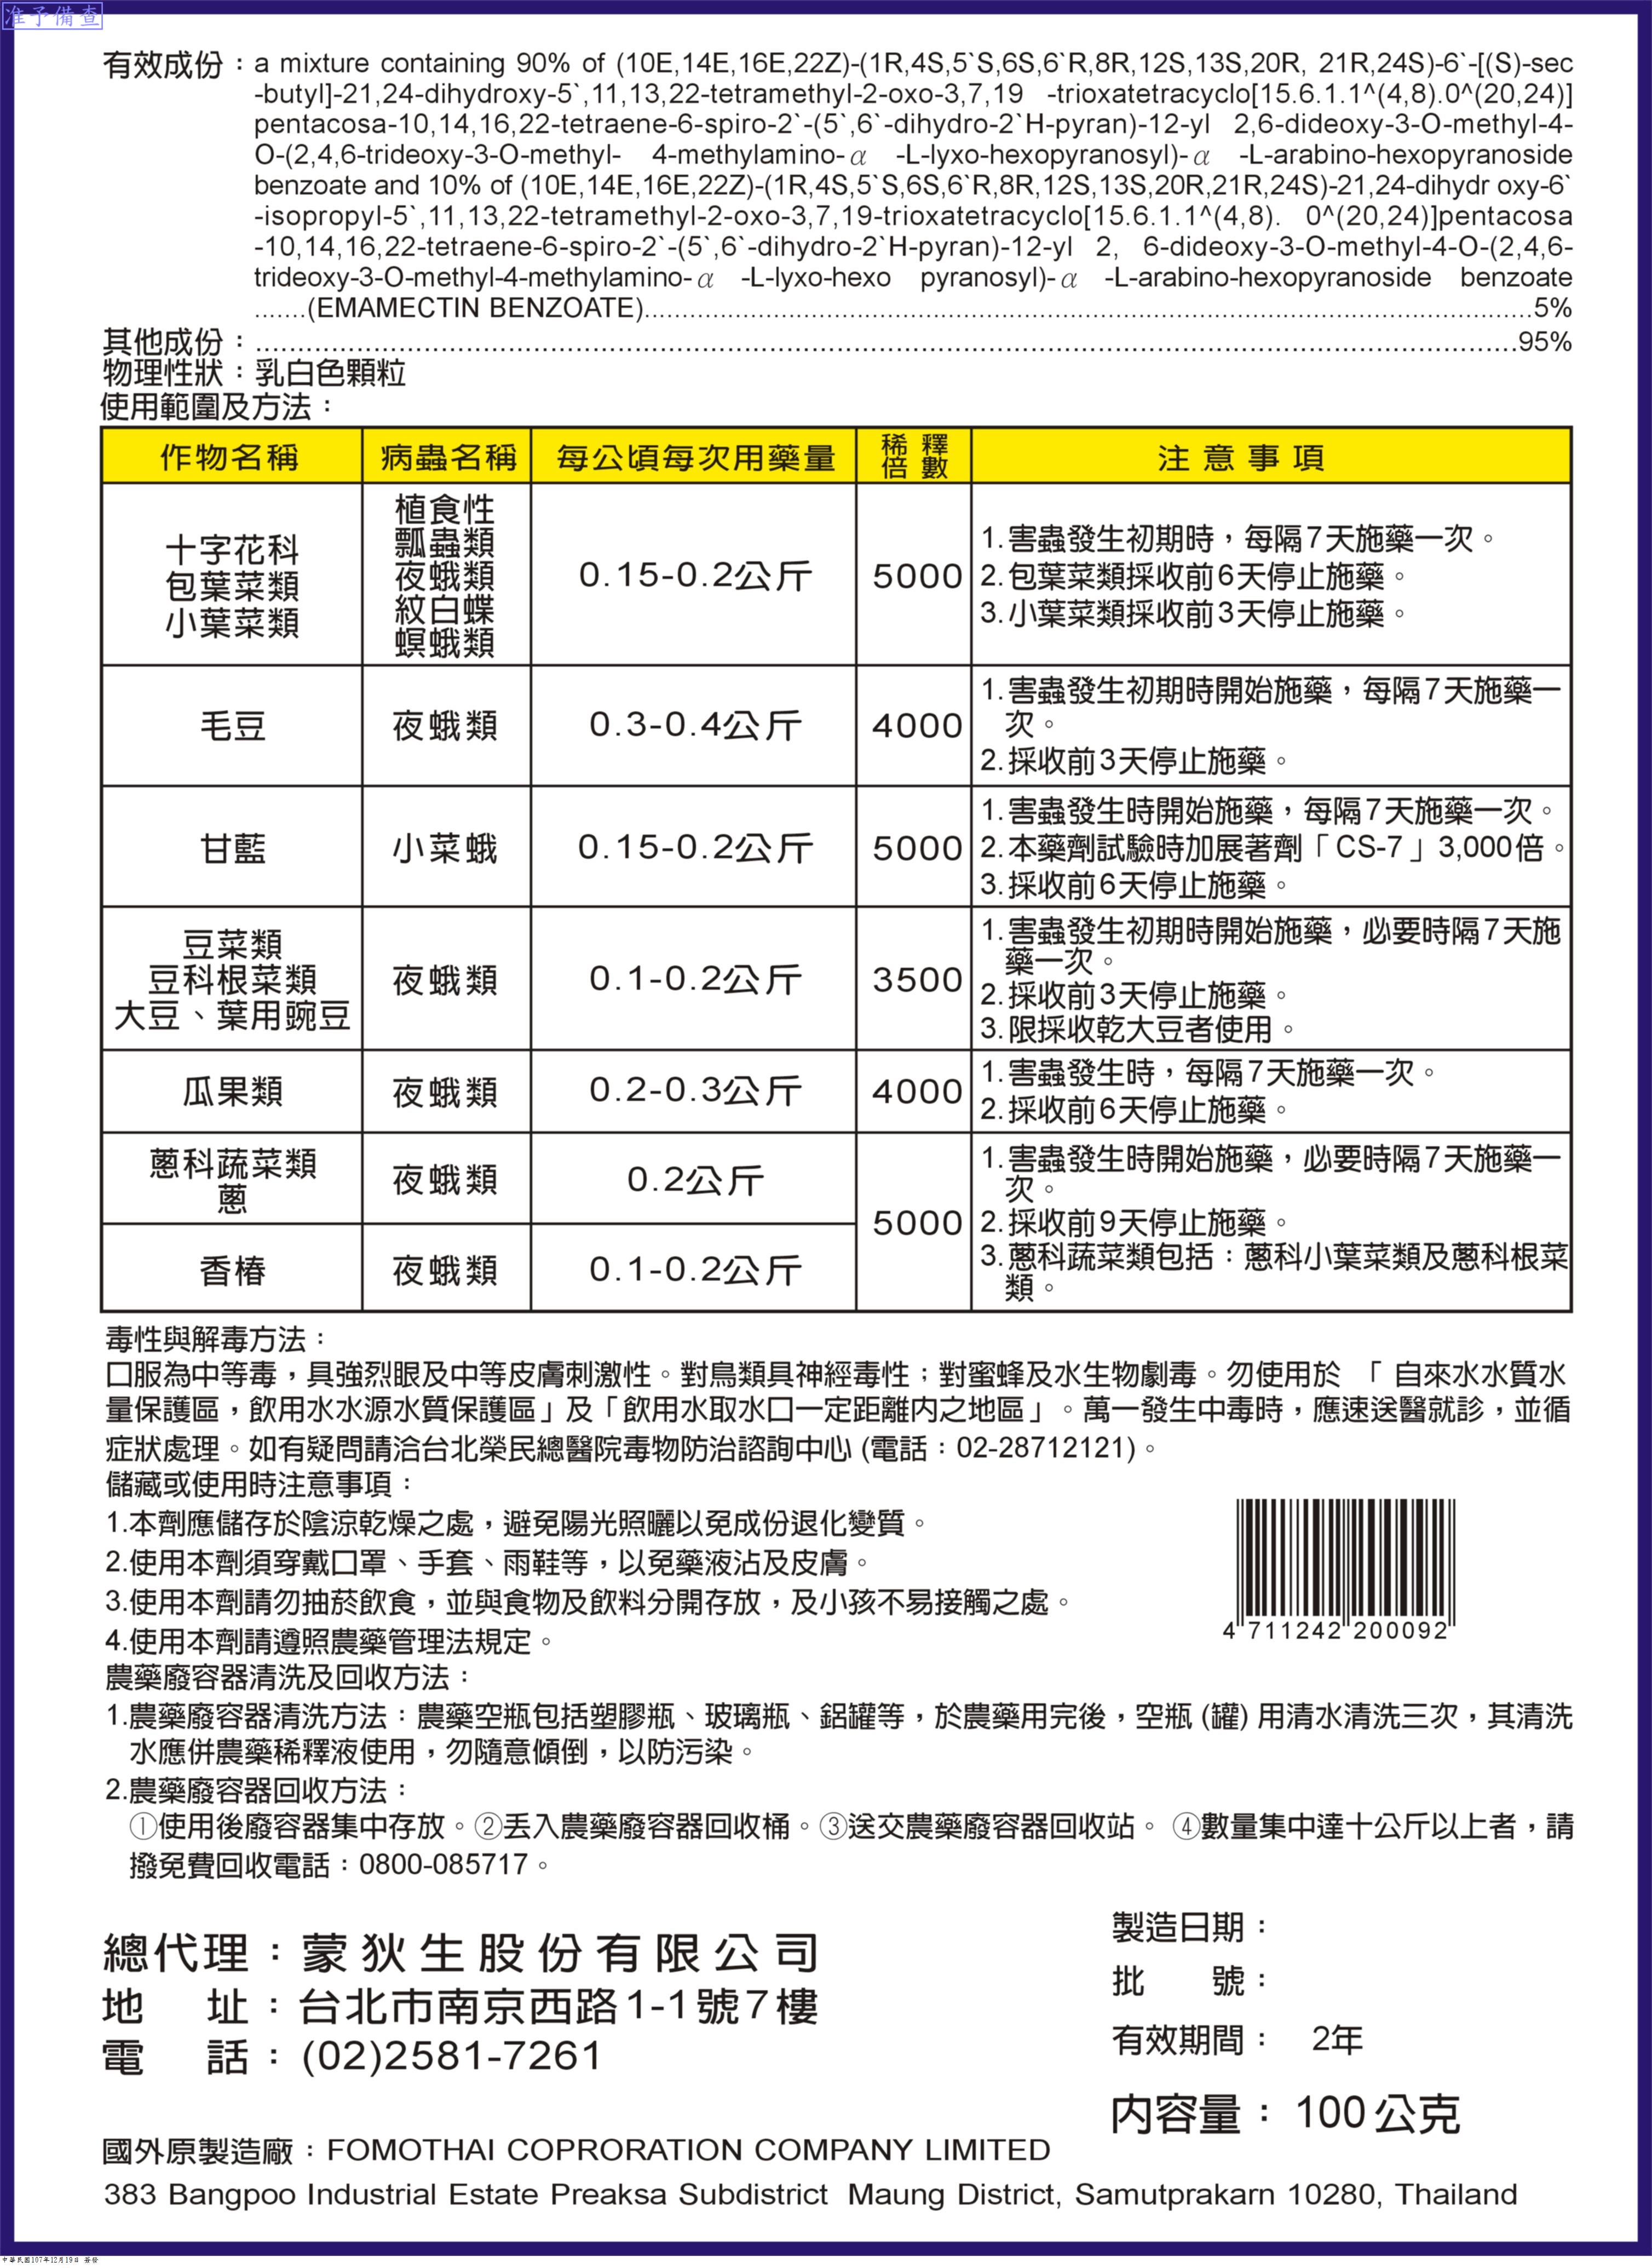 准予備查
有效成份：a mixture containing 90% of (10E,14E,16E,22Z)-(1R,4S,5`S,6S,6`R,8R,12S,13S,20R, 21R,24S)-6`-[(S)-sec
-butyl]-21,24-dihydroxy-5`,11,13,22-tetramethyl-2-oxo-3,7,19 -trioxatetracyclo[15.6.1.1^(4,8).0^(20,24)]
pentacosa-10,14,16,22-tetraene-6-spiro-2`-(5`,6`-dihydro-2`H-pyran)-12-yl 2,6-dideoxy-3-O-methyl-4-
O-(2,4,6-trideoxy-3-O-methyl- 4-methylamino-α -L-lyxo-hexopyranosyl)-α -L-arabino-hexopyranoside
benzoate and 10% of (10E,14E,16E,22Z)-(1R,4S,5`S,6S,6`R,8R,12S,13S,20R,21R,24S)-21,24-dihydr oxy-6`
-isopropyl-5`,11,13,22-tetramethyl-2-oxo-3,7,19-trioxatetracyclo[15.6.1.1^(4,8). 0^(20,24)]pentacosa
-10,14,16,22-tetraene-6-spiro-2`-(5`,6`-dihydro-2`H-pyran)-12-yl 2, 6-dideoxy-3-O-methyl-4-O-(2,4,6-
trideoxy-3-O-methyl-4-methylamino-α -L-lyxo-hexo pyranosyl)-α -L-arabino-hexopyranoside benzoate
.......(EMAMECTIN BENZOATE)........................5%
其他成份：........................95%
物理性狀：乳白色顆粒
使用範圍及方法：
作物名稱 病蟲名稱 每公頃每次用藥量 稀釋倍數 注意事項
十字花科
包葉菜類
小葉菜類
植食性
瓢蟲類
夜蛾類
紋白蝶
螟蛾類
0.15-0.2公斤
5000
1.害蟲發生初期時，每隔7天施藥一次。
2.包葉菜類採收前6天停止施藥。
3.小葉菜類採收前3天停止施藥。
毛豆
夜蛾類
0.3-0.4公斤
4000
1.害蟲發生初期時開始施藥，每隔7天施藥一
次。
2.採收前3天停止施藥。
甘藍
小菜蛾
0.15-0.2公斤
5000
1.害蟲發生時開始施藥，每隔7天施藥一次。
2.本藥劑試驗時加展著劑「CS-7」3,000倍。
3.採收前6天停止施藥。
豆菜類
豆科根菜類
大豆、葉用豌豆
夜蛾類
0.1-0.2公斤
3500
1.害蟲發生初期時開始施藥，必要時隔7天施
藥一次。
2.採收前3天停止施藥。
3.限採收乾大豆者使用。
瓜果類
夜蛾類
0.2-0.3公斤
4000
1.害蟲發生時，每隔7天施藥一次。
2.採收前6天停止施藥。
蔥科蔬菜類
蔥
夜蛾類
0.2公斤
香椿
夜蛾類
0.1-0.2公斤
5000
1.害蟲發生時開始施藥，必要時隔7天施藥一
次。
2.採收前9天停止施藥。
3.蔥科蔬菜類包括：蔥科小葉菜類及蔥科根菜
類。
毒性與解毒方法：
口服為中等毒，具強烈眼及中等皮膚刺激性。對鳥類具神經毒性；對蜜蜂及水生物劇毒。勿使用於 「自來水水質水
量保護區，飲用水水源水質保護區」及「飲用水取水口一定距離內之地區」。萬一發生中毒時，應速送醫就診，並循
症狀處理。如有疑問請洽台北榮民總醫院毒物防治諮詢中心 (電話：02-28712121)。
儲藏或使用時注意事項：
1.本劑應儲存於陰涼乾燥之處，避免陽光照曬以免成份退化變質。
2.使用本劑須穿戴口罩、手套、雨鞋等，以免藥液沾及皮膚。
3.使用本劑請勿抽菸飲食，並與食物及飲料分開存放，及小孩不易接觸之處。
4.使用本劑請遵照農藥管理法規定。
4 711242 200092
農藥廢容器清洗及回收方法：
1.農藥廢容器清洗方法：農藥空瓶包括塑膠瓶、玻璃瓶、鋁罐等，於農藥用完後，空瓶 (罐) 用清水清洗三次，其清洗
水應併農藥稀釋液使用，勿隨意傾倒，以防污染。
2.農藥廢容器回收方法：
①使用後廢容器集中存放。②丟入農藥廢容器回收桶。③送交農藥廢容器回收站。 ④數量集中達十公斤以上者，請
撥免費回收電話：0800-085717。
總代理：蒙狄生股份有限公司
地 址：台北市南京西路1-1號7樓
電 話：(02)2581-7261
製造日期：
批 號：
有效期間： 2年
內容量： 100公克
國外原製造廠：FOMOTHAI COPRORATION COMPANY LIMITED
383 Bangpoo Industrial Estate Preaksa Subdistrict Maung District, Samutprakarn 10280, Thailand
中華民國107年12月19日 簽發